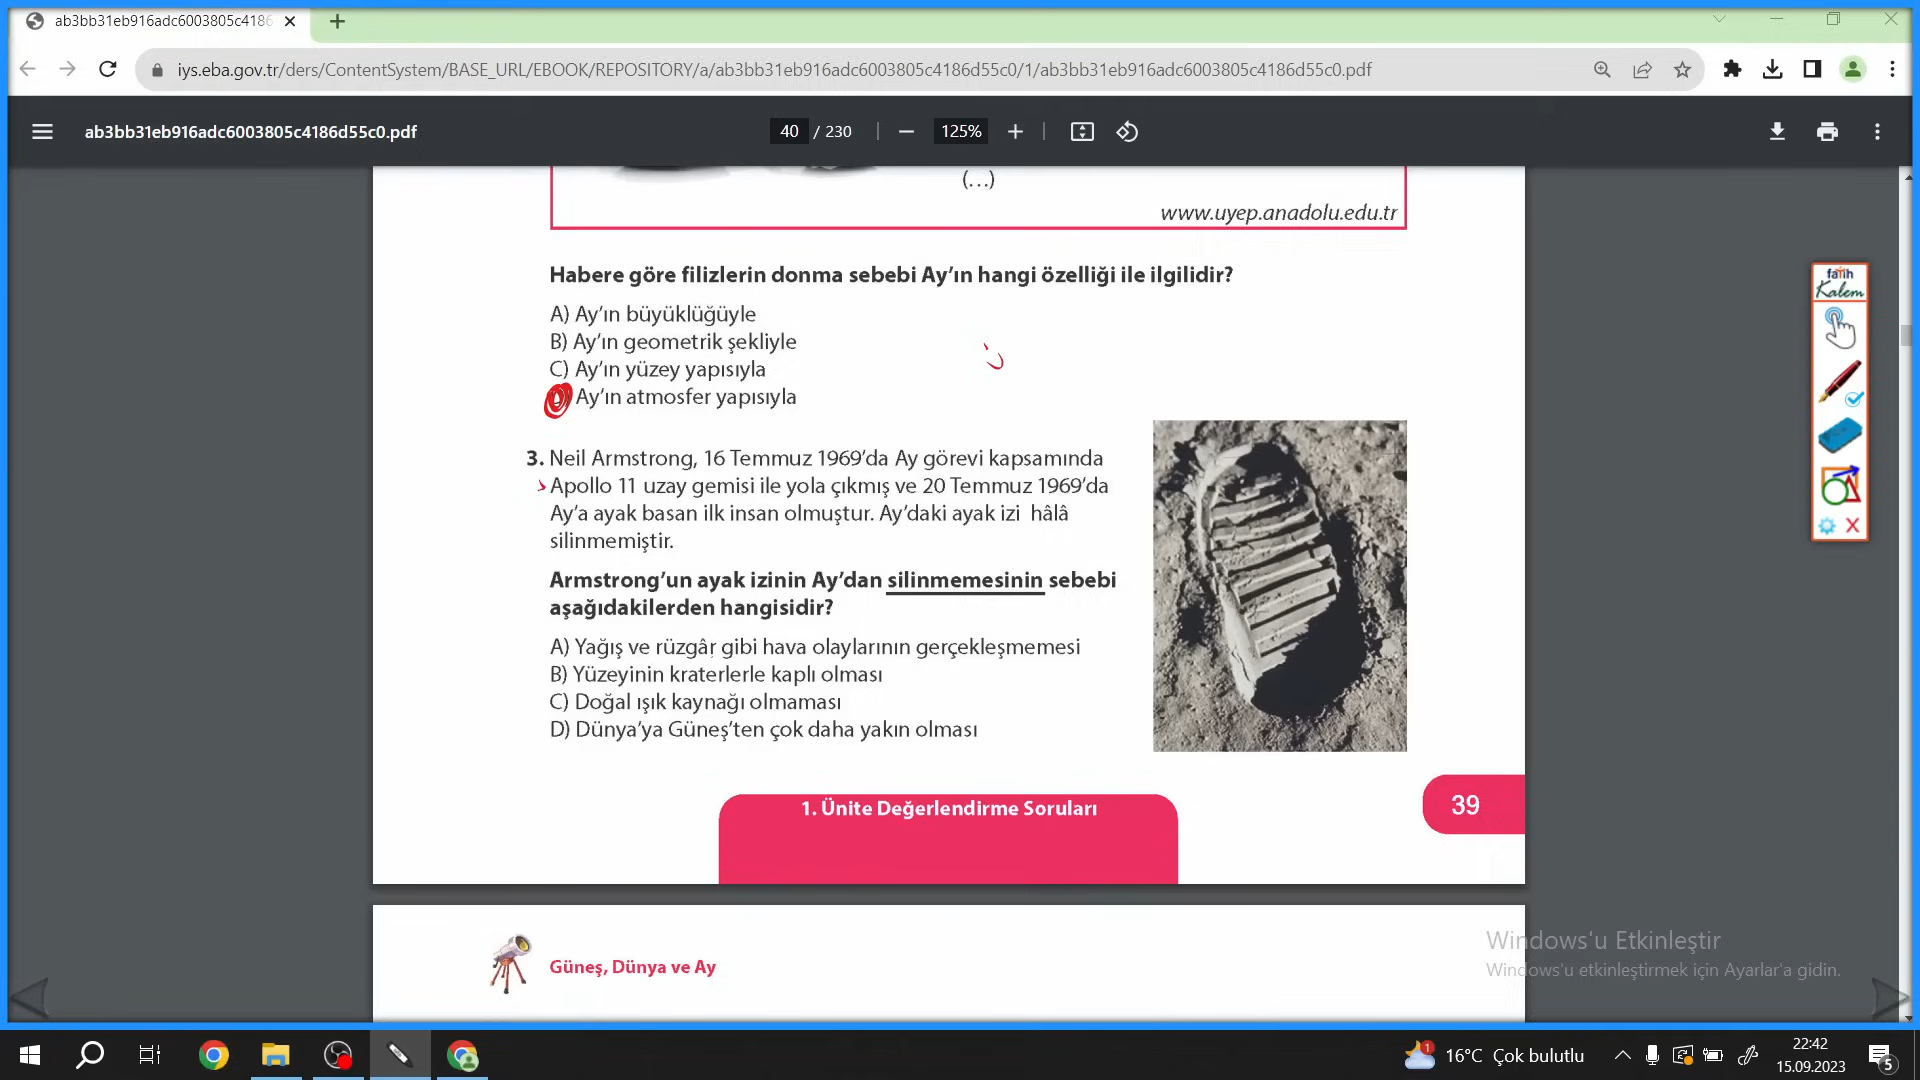 ab3bb31eb916adc6003805c4186
iys.eba.gov.tr/ders/ContentSystem/BASE_URL/EBOOK/REPOSITORY/a/ab3bb31eb916adc6003805c4186d55c0/1/ab3bb31eb916adc6003805c4186d55c0.pdf
ab3bb31eb916adc6003805c4186d55c0.pdf
40 / 230
125%
(…)
www.uyep.anadolu.edu.tr
Habere göre filizlerin donma sebebi Ay’ın hangi özelliği ile ilgilidir?
A) Ay’ın büyüklüğüyle
B) Ay’ın geometrik şekliyle
C) Ay’ın yüzey yapısıyla
Ay’ın atmosfer yapısıyla
3. Neil Armstrong, 16 Temmuz 1969’da Ay görevi kapsamında
Apollo 11 uzay gemisi ile yola çıkmış ve 20 Temmuz 1969’da
Ay’a ayak basan ilk insan olmuştur. Ay’daki ayak izi hâlâ
silinmemiştir.
Armstrong’un ayak izinin Ay’dan silinmemesinin sebebi
aşağıdakilerden hangisidir?
A) Yağış ve rüzgâr gibi hava olaylarının gerçekleşmemesi
B) Yüzeyinin kraterlerle kaplı olması
C) Doğal ışık kaynağı olmaması
D) Dünya’ya Güneş’ten çok daha yakın olması
1. Ünite Değerlendirme Soruları
39
Güneş, Dünya ve Ay
fatih
Kalem
Windows'u Etkinleştir
Windows'u etkinleştirmek için Ayarlar'a gidin.
1
16°C Çok bulutlu
22:42
15.09.2023
5